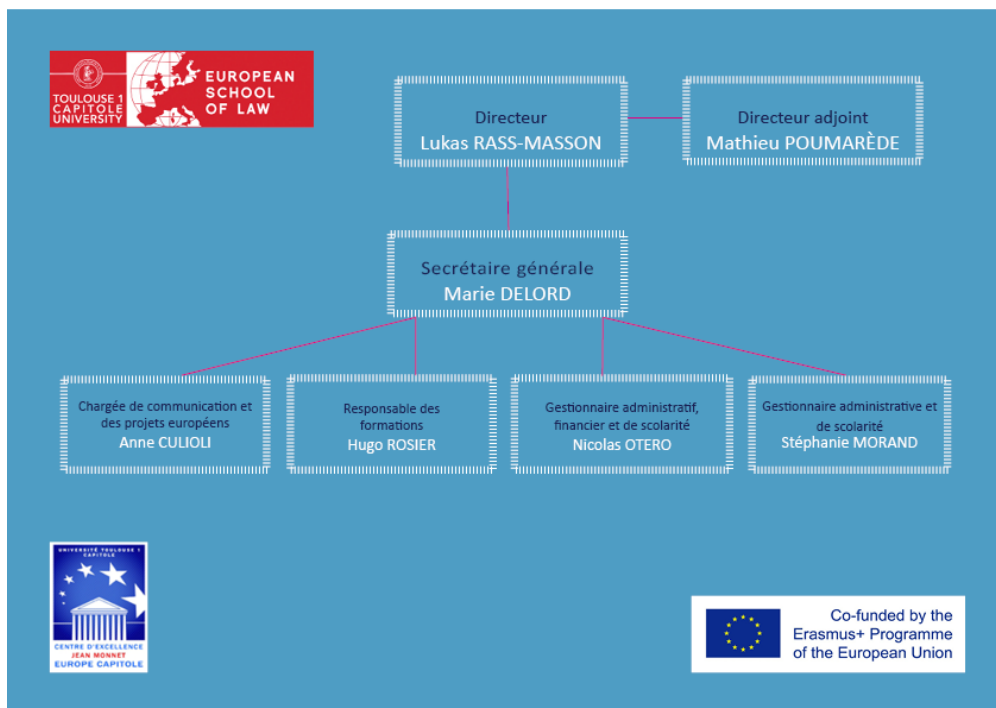 TOULOUSE 1
CAPITOLE
UNIVERSITY
EUROPEAN
SCHOOL
OF LAW
Directeur
Lukas RASS-MASSON
Directeur adjoint
Mathieu POUMARÈDE
Secrétaire générale
Marie DELORD
Chargée de communication et
des projets européens
Anne CULIOLI
Responsable des
formations
Hugo ROSIER
Gestionnaire administratif,
financier et de scolarité
Nicolas OTERO
Gestionnaire administrative et
de scolarité
Stéphanie MORAND
UNIVERSITÉ TOULOUSE 1
CAPITOLE
CENTRE D'EXCELLENCE
JEAN MONNET
EUROPE CAPITOLE
Co-funded by the
Erasmus+ Programme
of the European Union